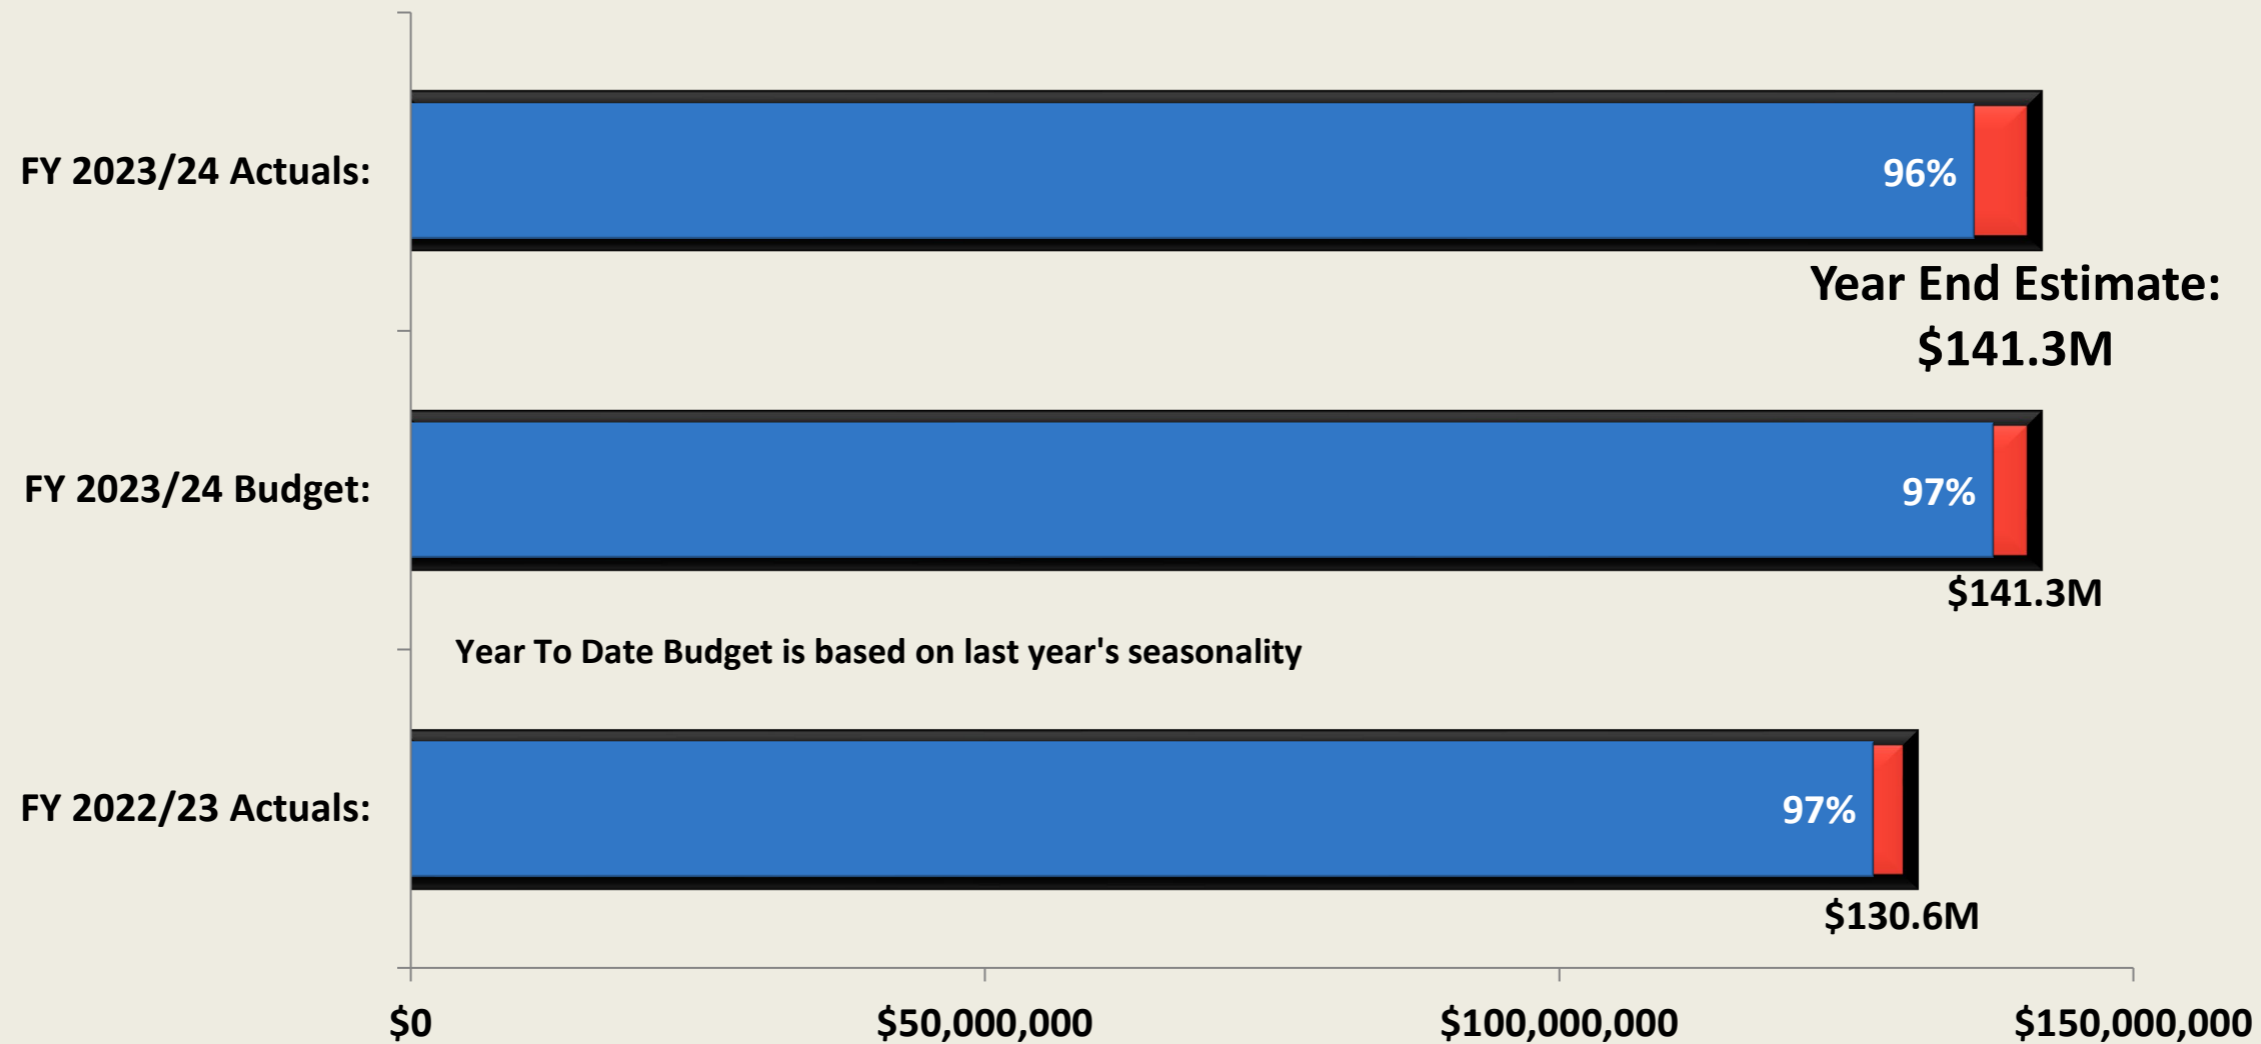 FY 2023/24 Actuals:
96%
Year End Estimate:
$141.3M
FY 2023/24 Budget:
97%
$141.3M
Year To Date Budget is based on last year's seasonality
FY 2022/23 Actuals:
97%
$130.6M
$0
$50,000,000
$100,000,000
$150,000,000